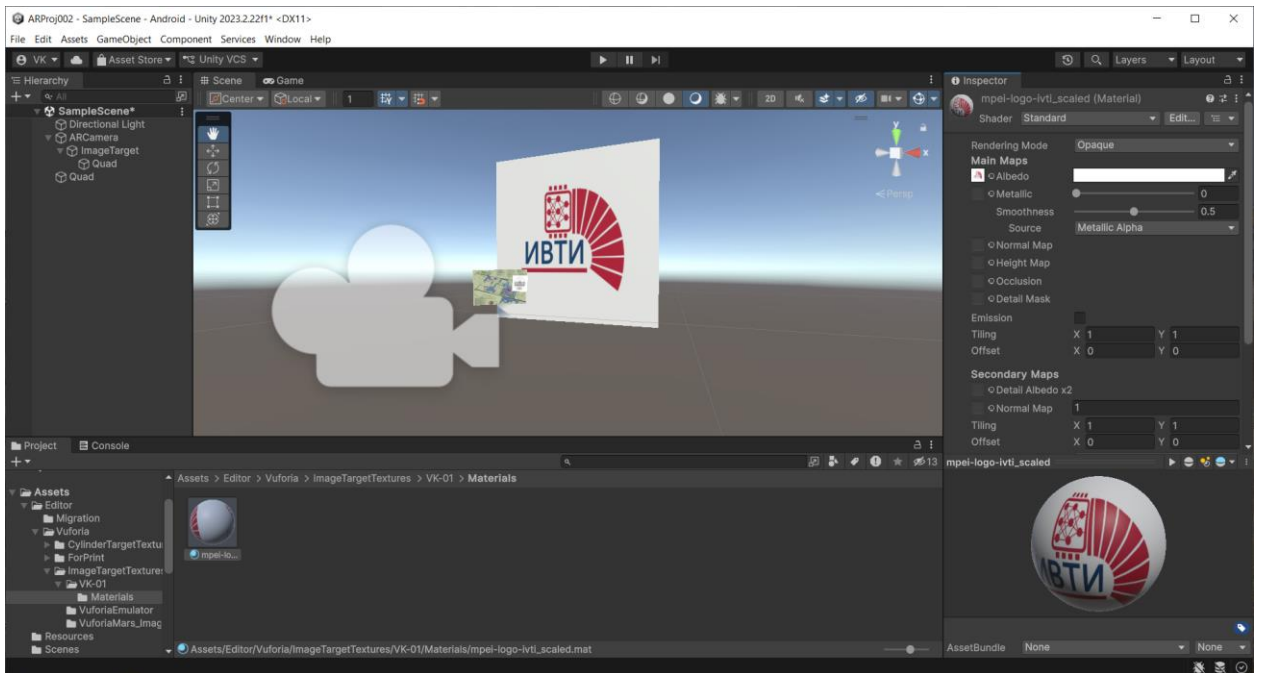 ARProj002 - SampleScene - Android - Unity 2023.2.22f1* <DX11>
File Edit Assets GameObject Component Services Window Help
VK Asset Store Unity VCS Layers Layout
Hierarchy
All
SampleScene*
Directional Light
ARCamera
ImageTarget
Quad
Quad
Scene Game
Center Local 1 2D
y
x
Persp
ИВТИ
Inspector
mpei-logo-ivti_scaled (Material)
Shader Standard Edit...
Rendering Mode Opaque
Main Maps
Albedo
Metallic 0
Smoothness 0.5
Source Metallic Alpha
Normal Map
Height Map
Occlusion
Detail Mask
Emission
Tiling X 1 Y 1
Offset X 0 Y 0
Secondary Maps
Detail Albedo x2
Normal Map 1
Tiling X 1 Y 1
Offset X 0 Y 0
Project Console
13
Assets
Editor
Migration
Vuforia
CylinderTargetTextu
ForPrint
ImageTargetTextures
VK-01
Materials
VuforiaEmulator
VuforiaMars_Imag
Resources
Scenes
Assets > Editor > Vuforia > ImageTargetTextures > VK-01 > Materials
mpei-lo...
Assets/Editor/Vuforia/ImageTargetTextures/VK-01/Materials/mpei-logo-ivti_scaled.mat
mpei-logo-ivti_scaled
ИВТИ
AssetBundle None None